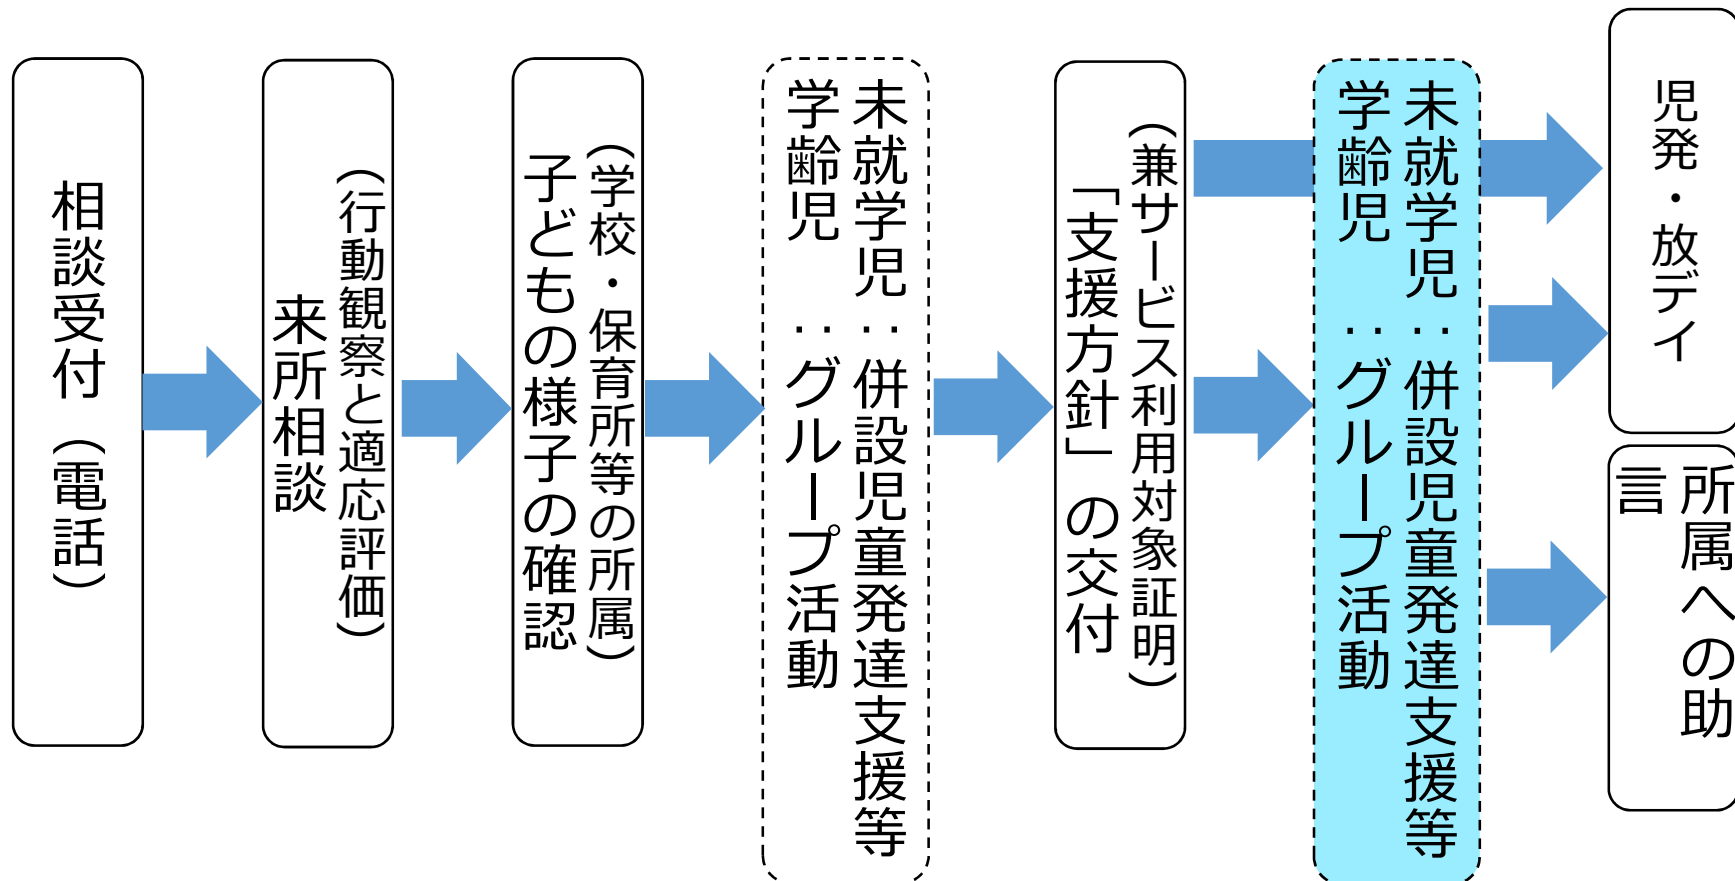 相談受付（電話）
来所相談
（行動観察と適応評価）
子どもの様子の確認
（学校・保育所等の所属）
未就学児：併設児童発達支援等
学齢児　：グループ活動
「支援方針」の交付
（兼サービス利用対象証明）
未就学児：併設児童発達支援等
学齢児　：グループ活動
児発・放デイ
所属への助
言